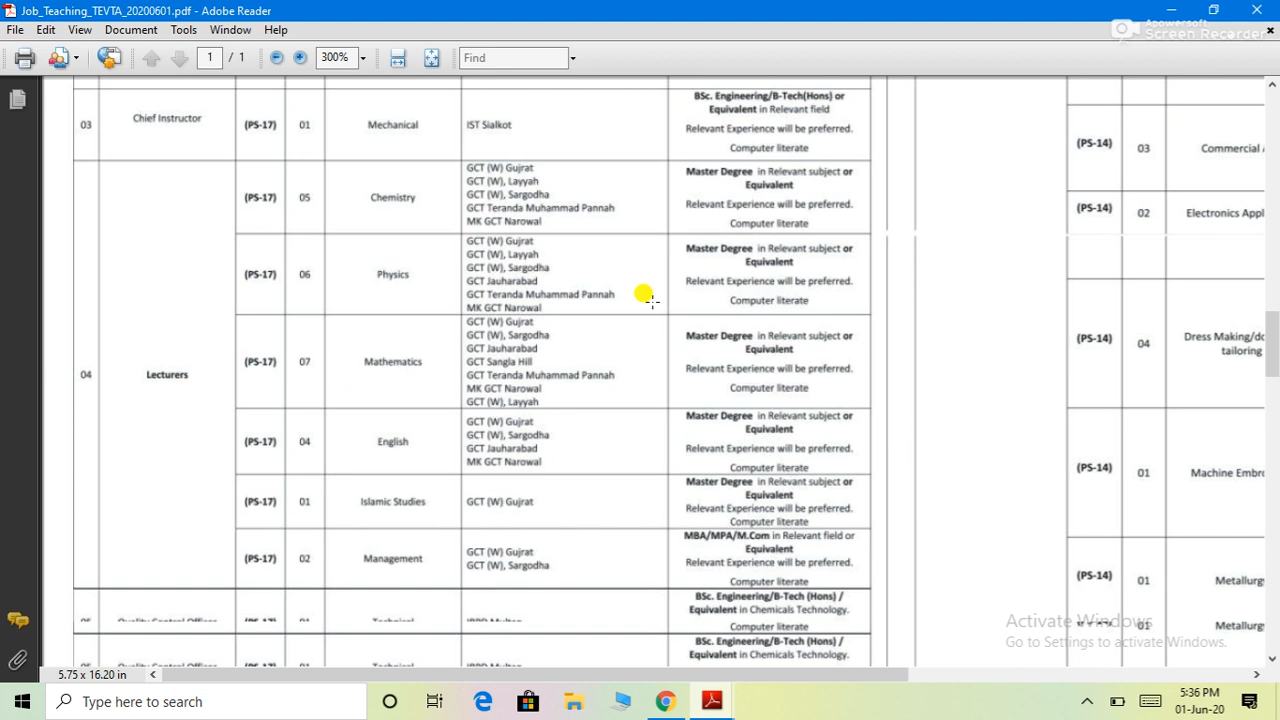 Job_Teaching_TEVTA_20200601.pdf - Adobe Reader
Apowersoft
Screen Recorder
File Edit View Document Tools Window Help
1 / 1 300% Find
03 Chief Instructor (PS-17) 01 Mechanical IST Sialkot
BSc. Engineering/B-Tech(Hons) or
Equivalent in Relevant field
Relevant Experience will be preferred.
Computer literate
04 Lecturers
(PS-17) 05 Chemistry
GCT (W) Gujrat
GCT (W), Layyah
GCT (W), Sargodha
GCT Teranda Muhammad Pannah
MK GCT Narowal
Master Degree in Relevant subject or
Equivalent
Relevant Experience will be preferred.
Computer literate
(PS-17) 06 Physics
GCT (W) Gujrat
GCT (W), Layyah
GCT (W), Sargodha
GCT Jauharabad
GCT Teranda Muhammad Pannah
MK GCT Narowal
Master Degree in Relevant subject or
Equivalent
Relevant Experience will be preferred.
Computer literate
(PS-17) 07 Mathematics
GCT (W) Gujrat
GCT (W), Sargodha
GCT Jauharabad
GCT Sangla Hill
GCT Teranda Muhammad Pannah
MK GCT Narowal
GCT (W), Layyah
Master Degree in Relevant subject or
Equivalent
Relevant Experience will be preferred.
Computer literate
(PS-17) 04 English
GCT (W) Gujrat
GCT (W), Sargodha
GCT Jauharabad
MK GCT Narowal
Master Degree in Relevant subject or
Equivalent
Relevant Experience will be preferred.
Computer literate
(PS-17) 01 Islamic Studies GCT (W) Gujrat
Master Degree in Relevant subject or
Equivalent
Relevant Experience will be preferred.
Computer literate
(PS-17) 02 Management
GCT (W) Gujrat
GCT (W), Sargodha
MBA/MPA/M.Com in Relevant field or
Equivalent
Relevant Experience will be preferred.
Computer literate
BSc. Engineering/B-Tech (Hons) /
Equivalent in Chemicals Technology.
Computer literate
BSc. Engineering/B-Tech (Hons) /
Equivalent in Chemicals Technology.
(PS-14) 03 Commercial
(PS-14) 02 Electronics Appl
(PS-14) 04 Dress Making/do
tailoring
(PS-14) 01 Machine Embro
(PS-14) 01 Metallurg
01 Metallurg
Activate Windows
Go to Settings to activate Windows.
5.75 x 16.20 in
Type here to search
5:36 PM
01-Jun-20